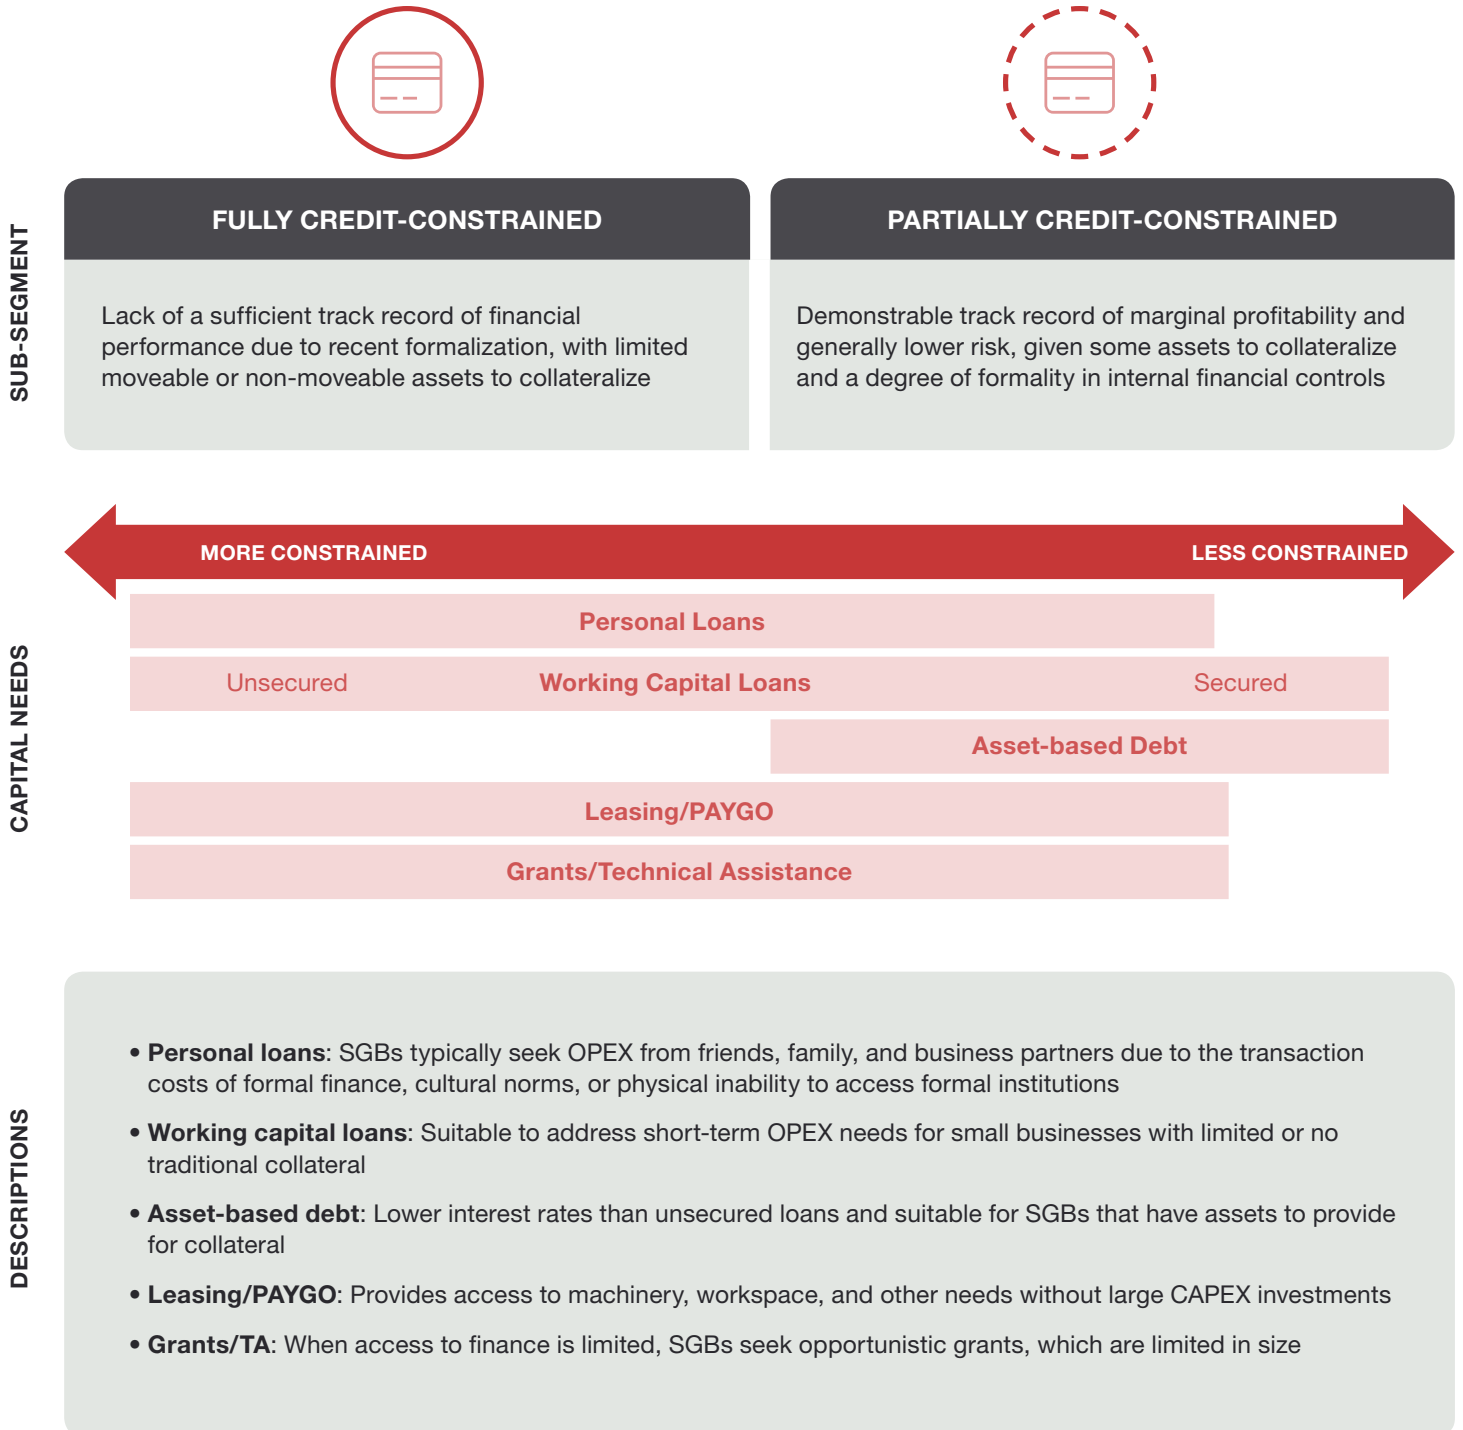 SUB-SEGMENT
FULLY CREDIT-CONSTRAINED
Lack of a sufficient track record of financial
performance due to recent formalization, with limited
moveable or non-moveable assets to collateralize
PARTIALLY CREDIT-CONSTRAINED
Demonstrable track record of marginal profitability and
generally lower risk, given some assets to collateralize
and a degree of formality in internal financial controls
CAPITAL NEEDS
MORE CONSTRAINED
LESS CONSTRAINED
Personal Loans
Unsecured
Working Capital Loans
Secured
Asset-based Debt
Leasing/PAYGO
Grants/Technical Assistance
DESCRIPTIONS
• Personal loans: SGBs typically seek OPEX from friends, family, and business partners due to the transaction
costs of formal finance, cultural norms, or physical inability to access formal institutions
• Working capital loans: Suitable to address short-term OPEX needs for small businesses with limited or no
traditional collateral
• Asset-based debt: Lower interest rates than unsecured loans and suitable for SGBs that have assets to provide
for collateral
• Leasing/PAYGO: Provides access to machinery, workspace, and other needs without large CAPEX investments
• Grants/TA: When access to finance is limited, SGBs seek opportunistic grants, which are limited in size